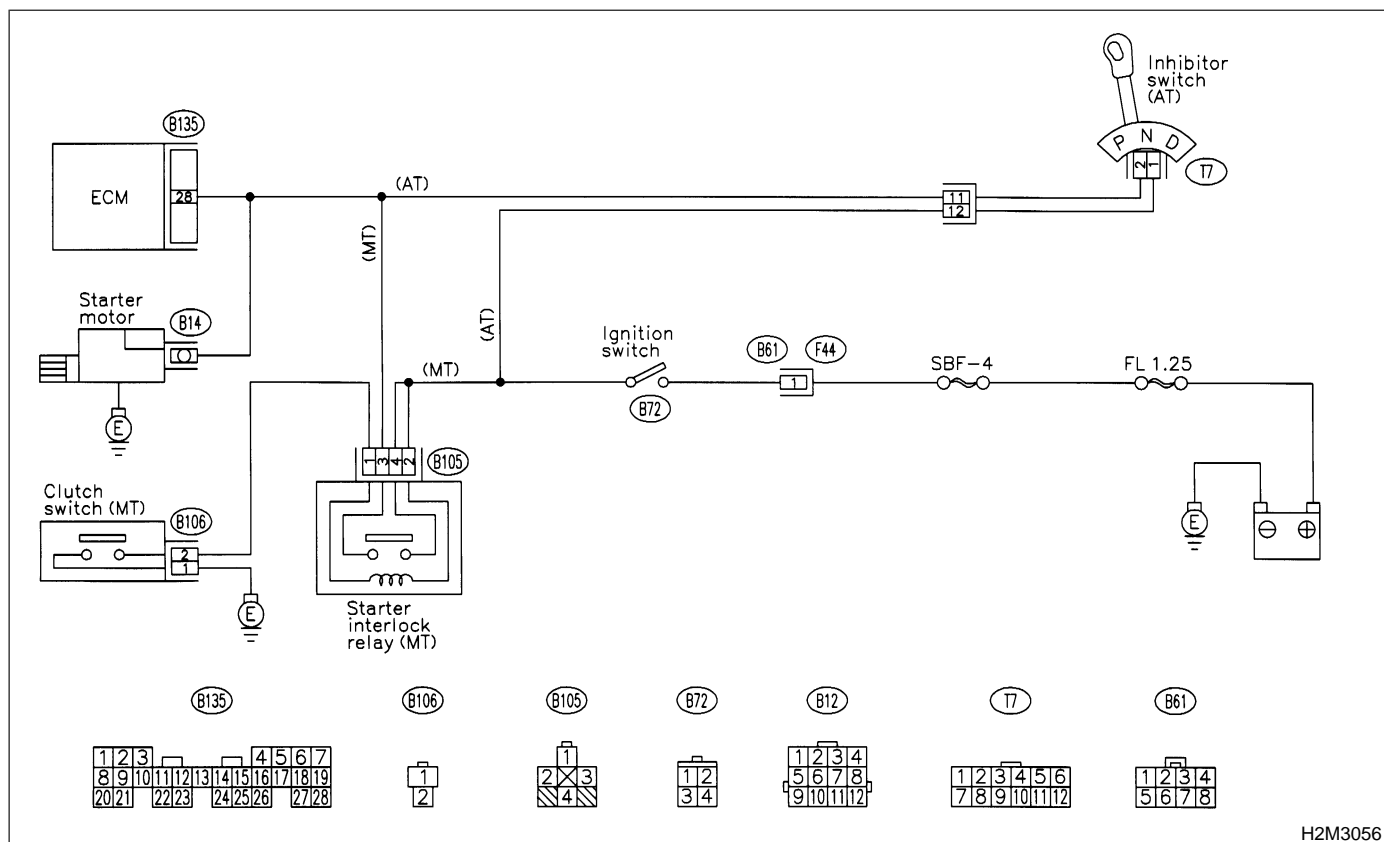 Inhibitor
switch
(AT)
P N D
2 1
T7
B135
ECM
28
(AT)
11
12
(MT)
(AT)
Starter
motor
B14
E
Ignition
switch
B72
(MT)
B61
F44
1
SBF-4
FL 1.25
1 3 4 2
B105
Clutch
switch (MT)
B106
2
1
E
Starter
interlock
relay (MT)
E
⊖ ⊕
B135
1 2 3 4 5 6 7
8 9 10 11 12 13 14 15 16 17 18 19
20 21 22 23 24 25 26 27 28
B106
1
2
B105
1
2 3
4
B72
1 2
3 4
B12
1 2 3 4
5 6 7 8
9 10 11 12
T7
1 2 3 4 5 6
7 8 9 10 11 12
B61
1 2 3 4
5 6 7 8
H2M3056